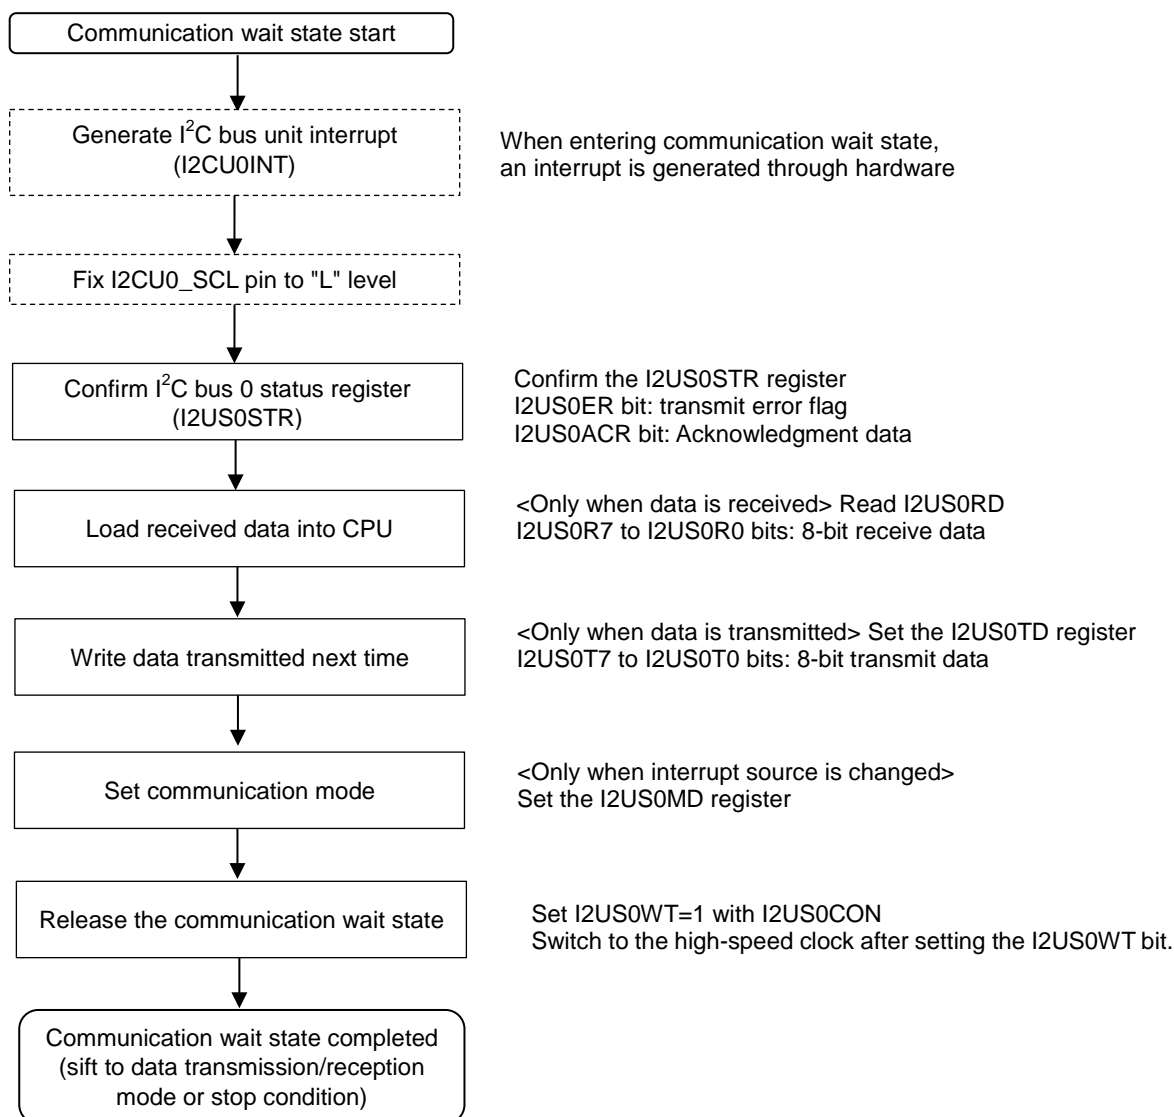 Communication wait state start
Generate I²C bus unit interrupt
(I2CU0INT)
When entering communication wait state,
an interrupt is generated through hardware
Fix I2CU0_SCL pin to "L" level
Confirm I²C bus 0 status register
(I2US0STR)
Confirm the I2US0STR register
I2US0ER bit: transmit error flag
I2US0ACR bit: Acknowledgment data
Load received data into CPU
<Only when data is received> Read I2US0RD
I2US0R7 to I2US0R0 bits: 8-bit receive data
Write data transmitted next time
<Only when data is transmitted> Set the I2US0TD register
I2US0T7 to I2US0T0 bits: 8-bit transmit data
Set communication mode
<Only when interrupt source is changed>
Set the I2US0MD register
Release the communication wait state
Set I2US0WT=1 with I2US0CON
Switch to the high-speed clock after setting the I2US0WT bit.
Communication wait state completed
(sift to data transmission/reception
mode or stop condition)